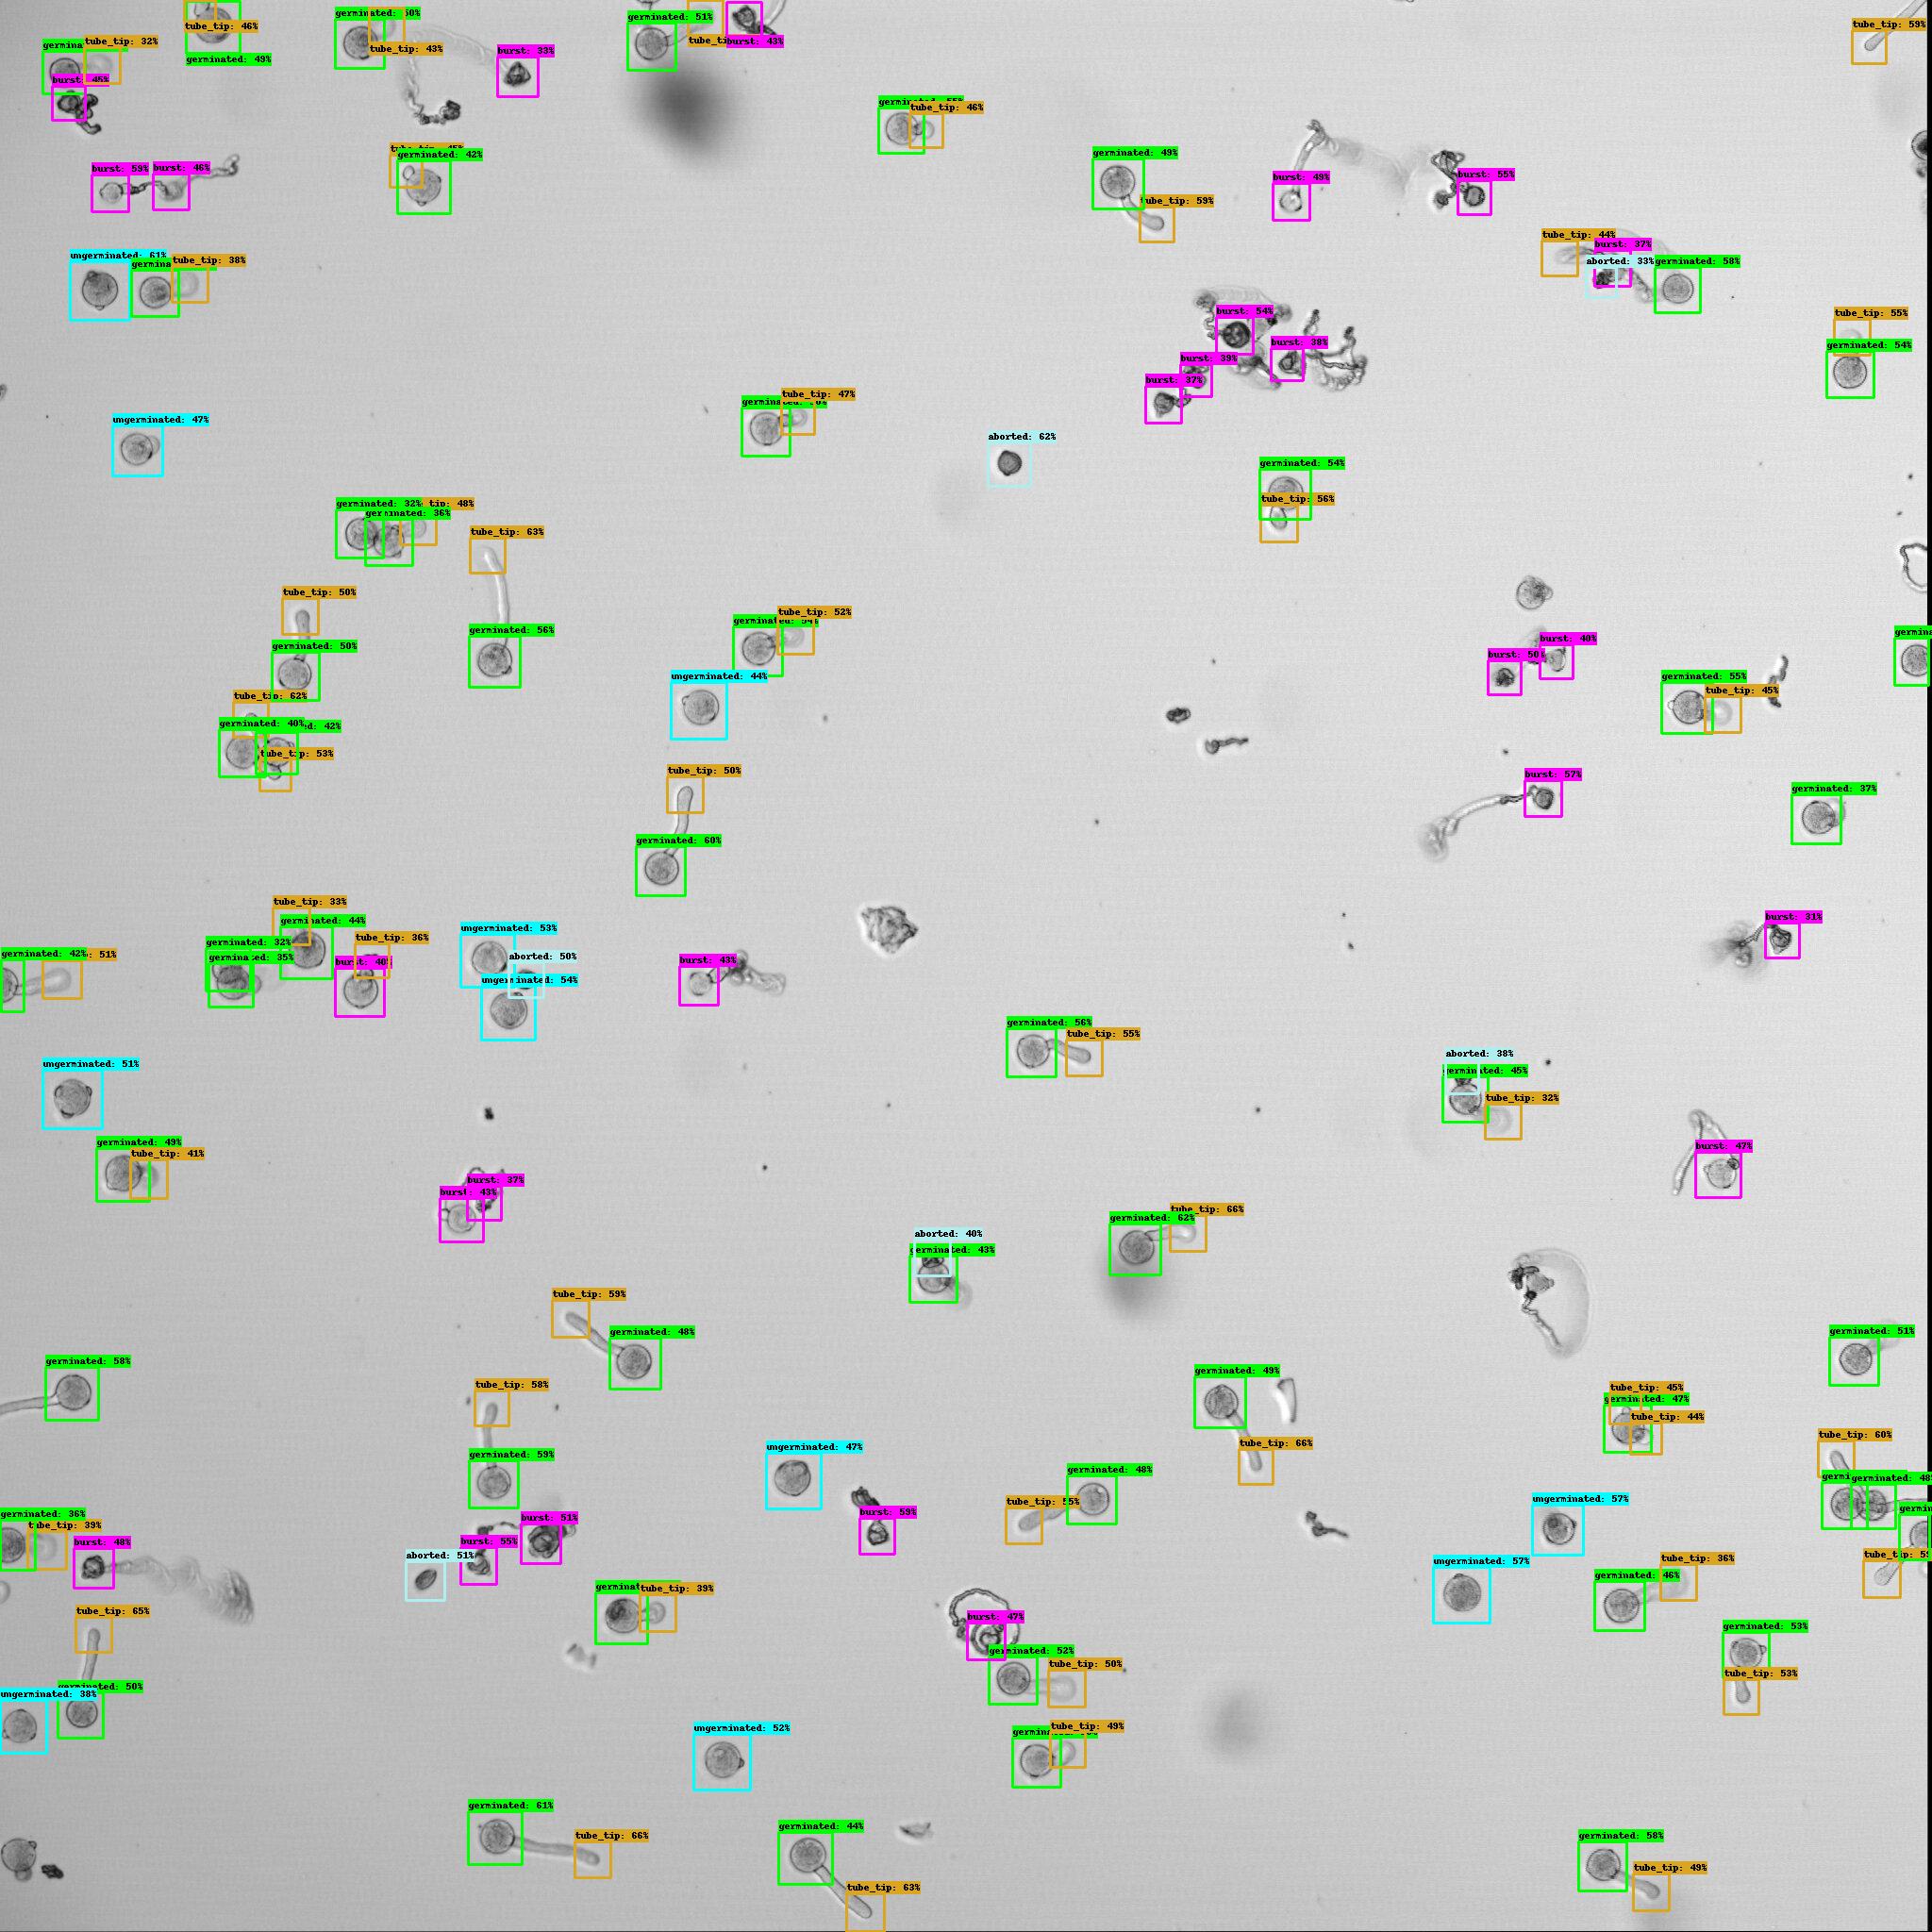 germinated: 51%
tube_tip: 59%
tube_tip: 46%
tube_tip: 32%
tube_tip: 43%
burst: 43%
burst: 33%
germinated: 49%
burst: 45%
tube_tip: 46%
germinated: 42%
germinated: 49%
burst: 59%
burst: 46%
burst: 49%
burst: 55%
tube_tip: 59%
tube_tip: 44%
burst: 37%
ungerminated: 61%
tube_tip: 38%
aborted: 33%
germinated: 58%
burst: 54%
tube_tip: 55%
burst: 38%
germinated: 54%
burst: 39%
burst: 37%
tube_tip: 47%
ungerminated: 47%
aborted: 62%
germinated: 54%
tube_tip: 56%
germinated: 32%
tip: 48%
germinated: 36%
tube_tip: 63%
tube_tip: 50%
tube_tip: 52%
germinated: 56%
burst: 40%
germinated: 50%
burst: 50
ungerminated: 44%
germinated: 55%
tube_tip: 45%
tube_tip: 62%
germinated: 40%
42%
tube_tip: 53%
tube_tip: 50%
burst: 57%
germinated: 37%
germinated: 60%
tube_tip: 33%
germinated: 44%
burst: 31%
ungerminated: 53%
tube_tip: 36%
germinated: 32%
germinated: 42%
51%
germinated: 35%
burst: 40%
aborted: 50%
burst: 43%
ungerminated: 54%
germinated: 56%
tube_tip: 55%
aborted: 38%
ungerminated: 51%
germinated: 45%
tube_tip: 32%
germinated: 49%
tube_tip: 41%
burst: 47%
burst: 37%
burst: 43%
tube_tip: 66%
germinated: 62%
aborted: 40%
germinated: 43%
tube_tip: 59%
germinated: 48%
germinated: 51%
germinated: 58%
germinated: 49%
tube_tip: 58%
tube_tip: 45%
germinated: 47%
tube_tip: 44%
tube_tip: 60%
tube_tip: 66%
ungerminated: 47%
germinated: 59%
germinated: 48%
germinated: 48
ungerminated: 57%
tube_tip: 55%
germinated: 36%
burst: 59%
burst: 51%
tube_tip: 39%
burst: 48%
burst: 55%
aborted: 51%
ungerminated: 57%
tube_tip: 36%
germinated: 46%
tube_tip: 39%
tube_tip: 65%
burst: 47%
germinated: 53%
germinated: 52%
tube_tip: 50%
tube_tip: 53%
germinated: 50%
ungerminated: 38%
ungerminated: 52%
tube_tip: 49%
germinated: 61%
germinated: 44%
tube_tip: 66%
germinated: 58%
tube_tip: 49%
tube_tip: 63%